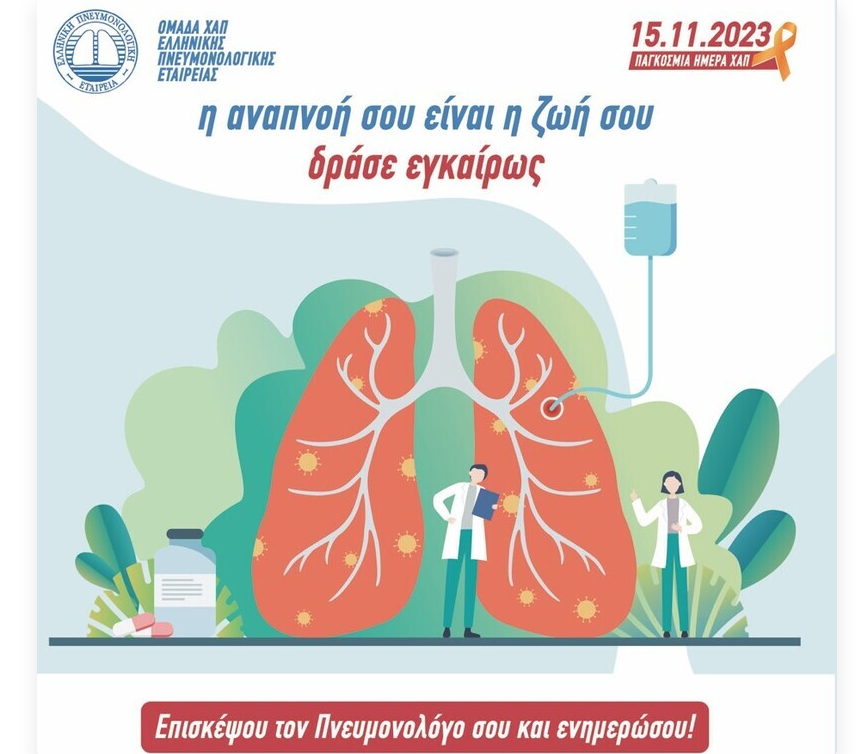 ΕΛΛΗΝΙΚΗ ΠΝΕΥΜΟΝΟΛΟΓΙΚΗ
ΕΤΑΙΡΕΙΑ
ΟΜΑΔΑ ΧΑΠ
ΕΛΛΗΝΙΚΗΣ
ΠΝΕΥΜΟΝΟΛΟΓΙΚΗΣ
ΕΤΑΙΡΕΙΑΣ
15.11.2023
ΠΑΓΚΟΣΜΙΑ ΗΜΕΡΑ ΧΑΠ
η αναπνοή σου είναι η ζωή σου
δράσε εγκαίρως
Επισκέψου τον Πνευμονολόγο σου και ενημερώσου!